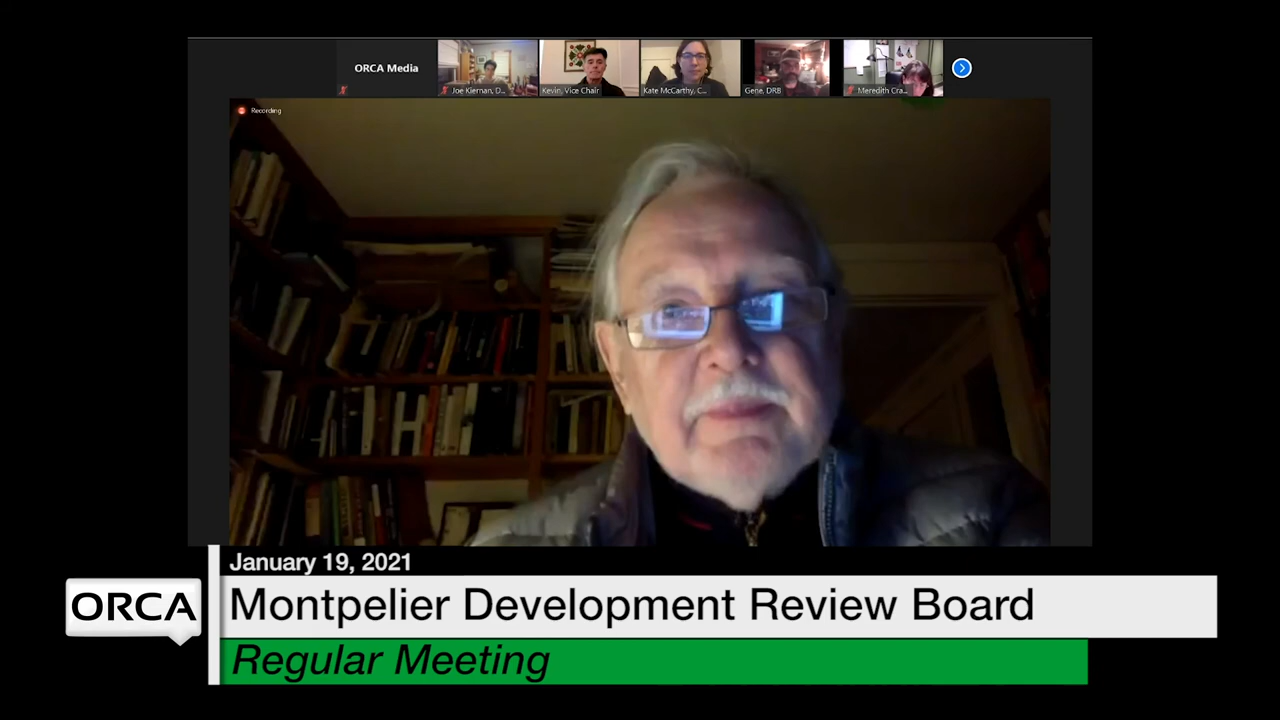 ORCA Media
Joe Kiernan, D...
Kevin, Vice Chair
Kate McCarthy, C...
Gene, DRB
Meredith Cra...
Recording
January 19, 2021
ORCA
Montpelier Development Review Board
Regular Meeting